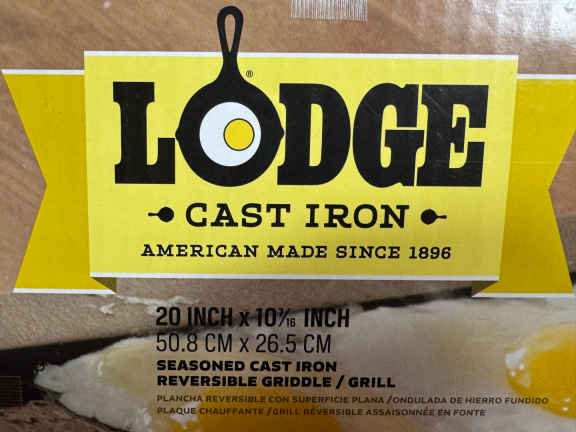 LODGE®
CAST IRON
AMERICAN MADE SINCE 1896
20 INCH x 10 7/16 INCH
50.8 CM x 26.5 CM
SEASONED CAST IRON
REVERSIBLE GRIDDLE / GRILL
PLANCHA REVERSIBLE CON SUPERFICIE PLANA /ONDULADA DE HIERRO FUNDIDO
PLAQUE CHAUFFANTE /GRILL RÉVERSIBLE ASSAISONNÉE EN FONTE